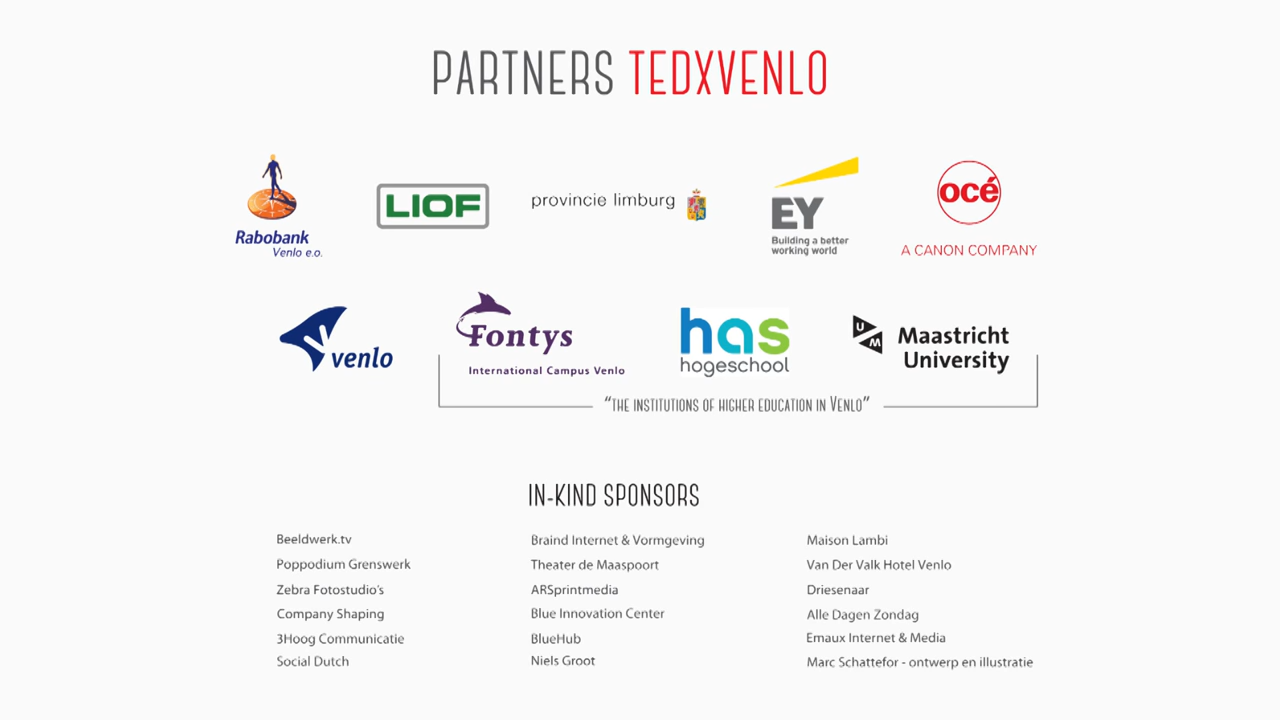 PARTNERS TEDXVENLO
Rabobank
Venlo e.o.
LIOF
provincie limburg
EY
Building a better
working world
océ
A CANON COMPANY
venlo
Fontys
International Campus Venlo
has
hogeschool
UM
Maastricht
University
“THE INSTITUTIONS OF HIGHER EDUCATION IN VENLO”
IN-KIND SPONSORS
Beeldwerk.tv
Poppodium Grenswerk
Zebra Fotostudio's
Company Shaping
3Hoog Communicatie
Social Dutch
Braind Internet & Vormgeving
Theater de Maaspoort
ARSprintmedia
Blue Innovation Center
BlueHub
Niels Groot
Maison Lambi
Van Der Valk Hotel Venlo
Driesenaar
Alle Dagen Zondag
Emaux Internet & Media
Marc Schattefor - ontwerp en illustratie